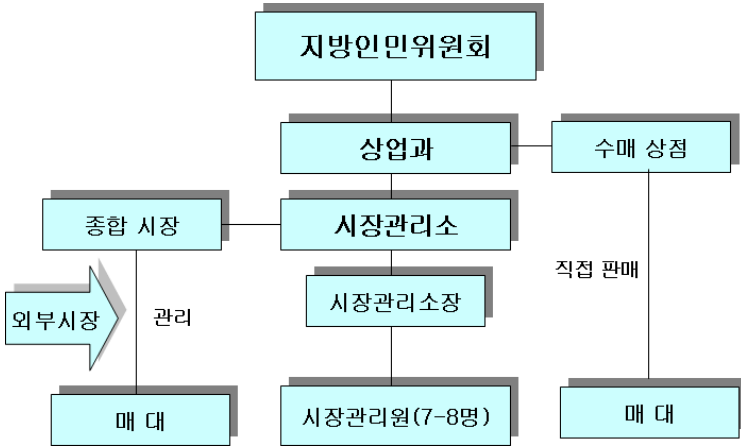 지방인민위원회
상업과
수매 상점
종합 시장
시장관리소
직접 판매
시장관리소장
외부시장
관리
매 대
시장관리원(7-8명)
매 대